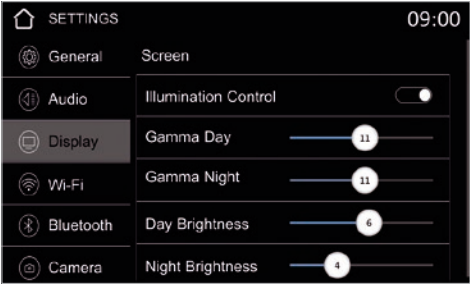 SETTINGS 09:00
General
Screen
Audio
Illumination Control
Display
Gamma Day 11
Wi-Fi
Gamma Night 11
Bluetooth
Day Brightness 6
Camera
Night Brightness 4